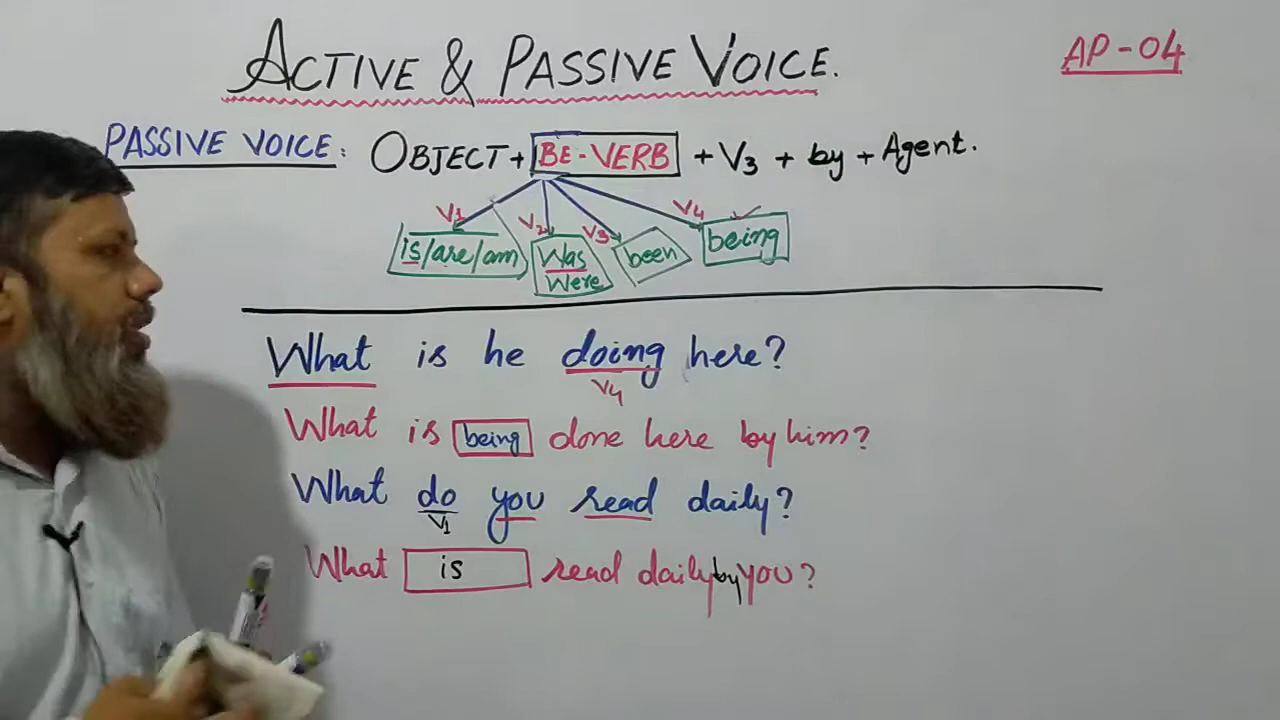 ACTIVE & PASSIVE VOICE.
AP-04
PASSIVE VOICE: OBJECT + BE-VERB + V3 + by + Agent.
V1 V2 V3 V4
is/are/am Was Were been being
What is he doing here?
V4
What is being done here by him?
What do you read daily?
V1
What is read daily by you?